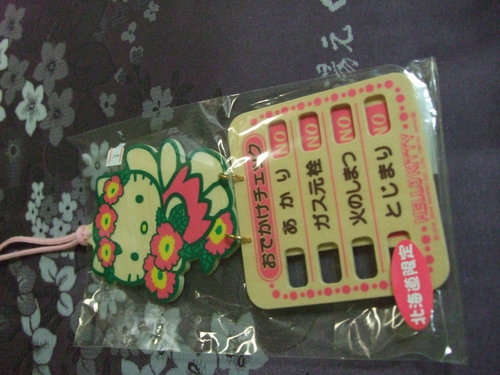 おでかけチェック
あかり NO
ガス元栓 NO
火のしまつ NO
とじまり NO
HELLO KITTY
北海道限定